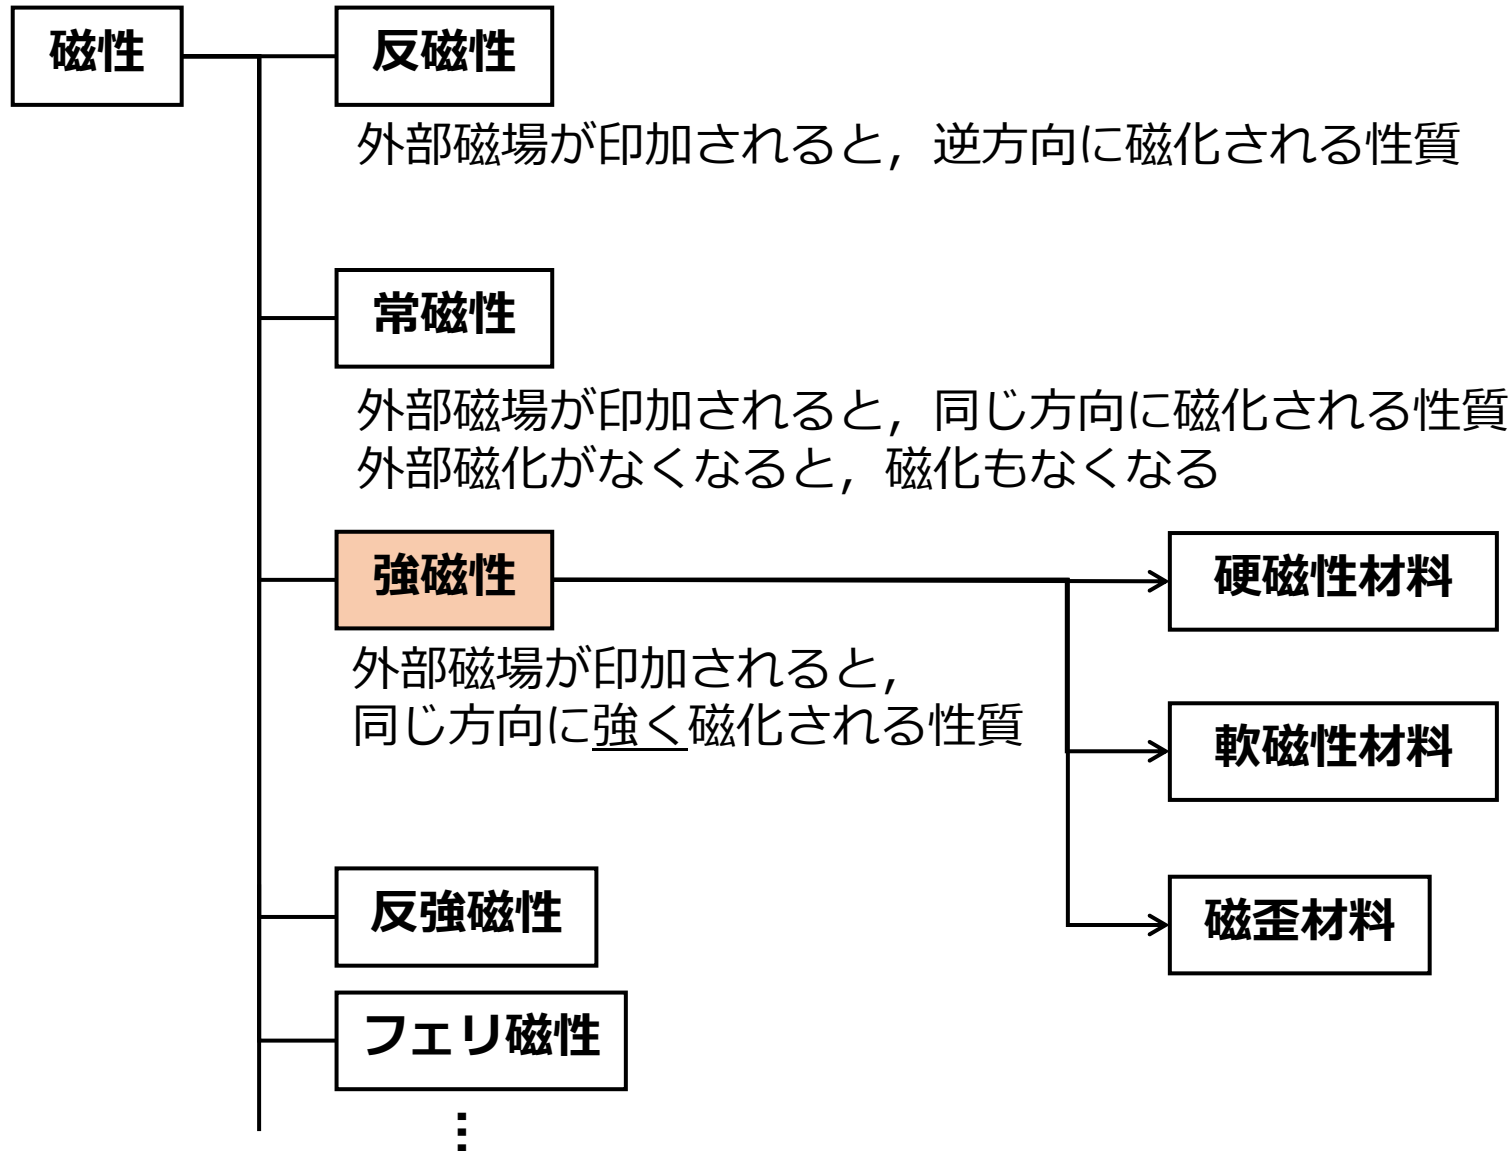 磁性
反磁性
外部磁場が印加されると，逆方向に磁化される性質
常磁性
外部磁場が印加されると，同じ方向に磁化される性質
外部磁化がなくなると，磁化もなくなる
強磁性
外部磁場が印加されると，
同じ方向に強く磁化される性質
硬磁性材料
軟磁性材料
磁歪材料
反強磁性
フェリ磁性
…